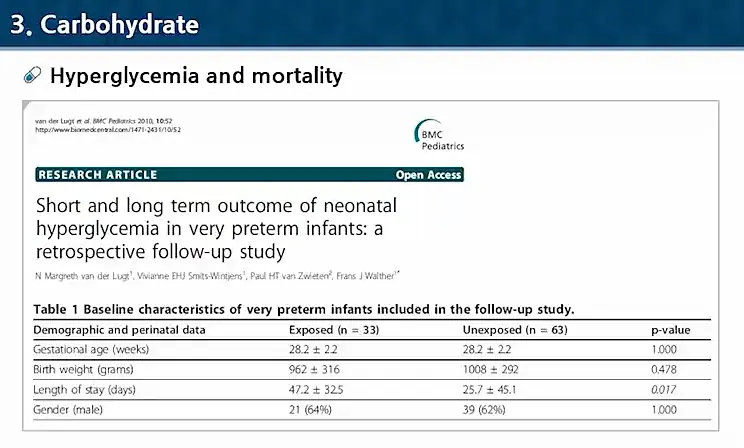 3. Carbohydrate
Hyperglycemia and mortality
van der Lugt et al. BMC Pediatrics 2010, 10:52
http://www.biomedcentral.com/1471-2431/10/52
BMC
Pediatrics
RESEARCH ARTICLE Open Access
Short and long term outcome of neonatal
hyperglycemia in very preterm infants: a
retrospective follow-up study
N Margreth van der Lugt1, Vivianne EHJ Smits-Wintjens1, Paul HT van Zwieten2, Frans J Walther1*
Table 1 Baseline characteristics of very preterm infants included in the follow-up study.
Demographic and perinatal data Exposed (n = 33) Unexposed (n = 63) p-value
Gestational age (weeks) 28.2 ± 2.2 28.2 ± 2.2 1.000
Birth weight (grams) 962 ± 316 1008 ± 292 0.478
Length of stay (days) 47.2 ± 32.5 25.7 ± 45.1 0.017
Gender (male) 21 (64%) 39 (62%) 1.000